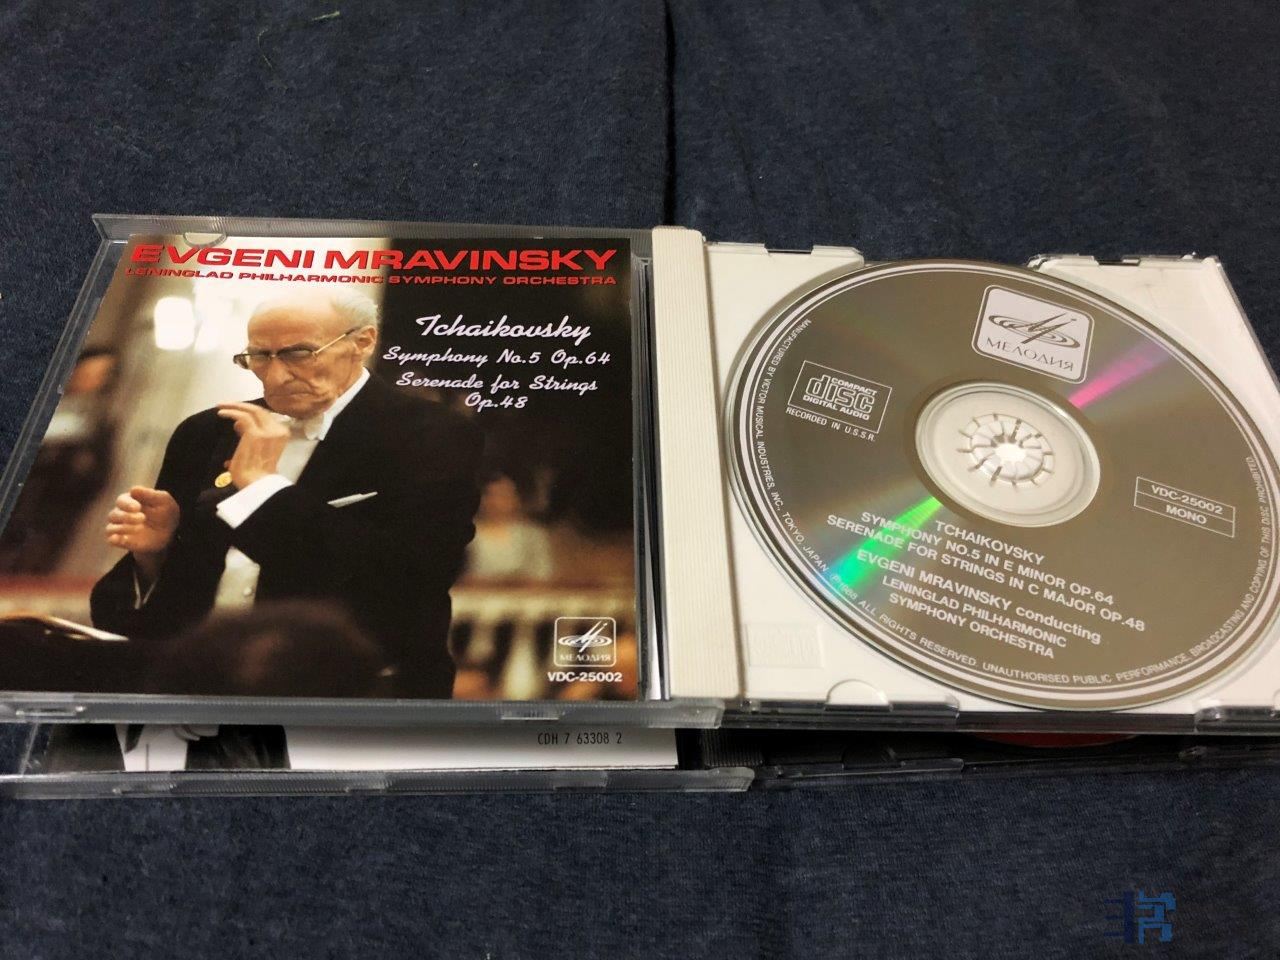 EVGENI MRAVINSKY
LENINGLAD PHILHARMONIC SYMPHONY ORCHESTRA
Tchaikovsky
Symphony No.5 Op.64
Serenade for Strings
Op.48
МЕЛОДИЯ
VDC-25002
CDH 7 63308 2
МЕЛОДИЯ
COMPACT
disc
DIGITAL AUDIO
RECORDED IN U.S.S.R.
VDC-25002
MONO
TCHAIKOVSKY
SYMPHONY NO.5 IN E MINOR OP.64
SERENADE FOR STRINGS IN C MAJOR OP.48
EVGENI MRAVINSKY conducting
LENINGLAD PHILHARMONIC
SYMPHONY ORCHESTRA
MANUFACTURED BY VICTOR MUSICAL INDUSTRIES, INC., TOKYO, JAPAN ℗1988 ALL RIGHTS RESERVED. UNAUTHORISED PUBLIC PERFORMANCE, BROADCASTING AND COPYING OF THIS DISC PROHIBITED.